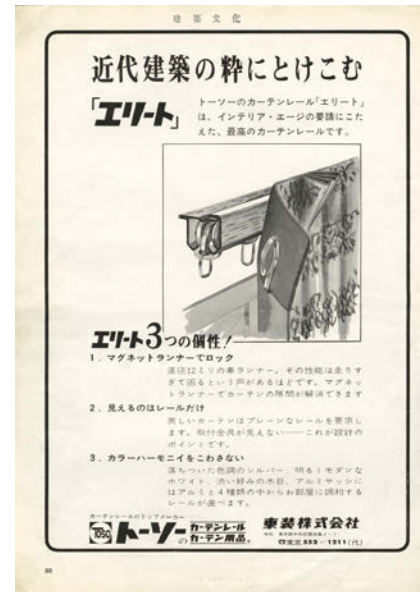 建築文化
近代建築の粋にとけこむ
「エリート」
トーソーのカーテンレール「エリート」
は、インテリア・エージの要請にこた
えた、最高のカーテンレールです。
エリート3つの個性!
1. マグネットランナーでロック
直径12ミリの車ランナー。その性能は走りす
ぎて困るという声があるほどです。マグネッ
トランナーでカーテンの隙間が解消できます
2. 見えるのはレールだけ
美しいカーテンはプレーンなレールを要求し
ます。取付金具が見えない——これが設計の
ポイントです。
3. カラーハーモニイをこわさない
落ちついた色調のシルバー、明るくモダンな
ホワイト、渋い好みの木目、アルミサッシに
はアルミと4種類の中からお部屋に調和する
レールが選べます。
カーテンレールのトップメーカー
TOSO トーソーの カーテンレール
カーテン用品
東装株式会社